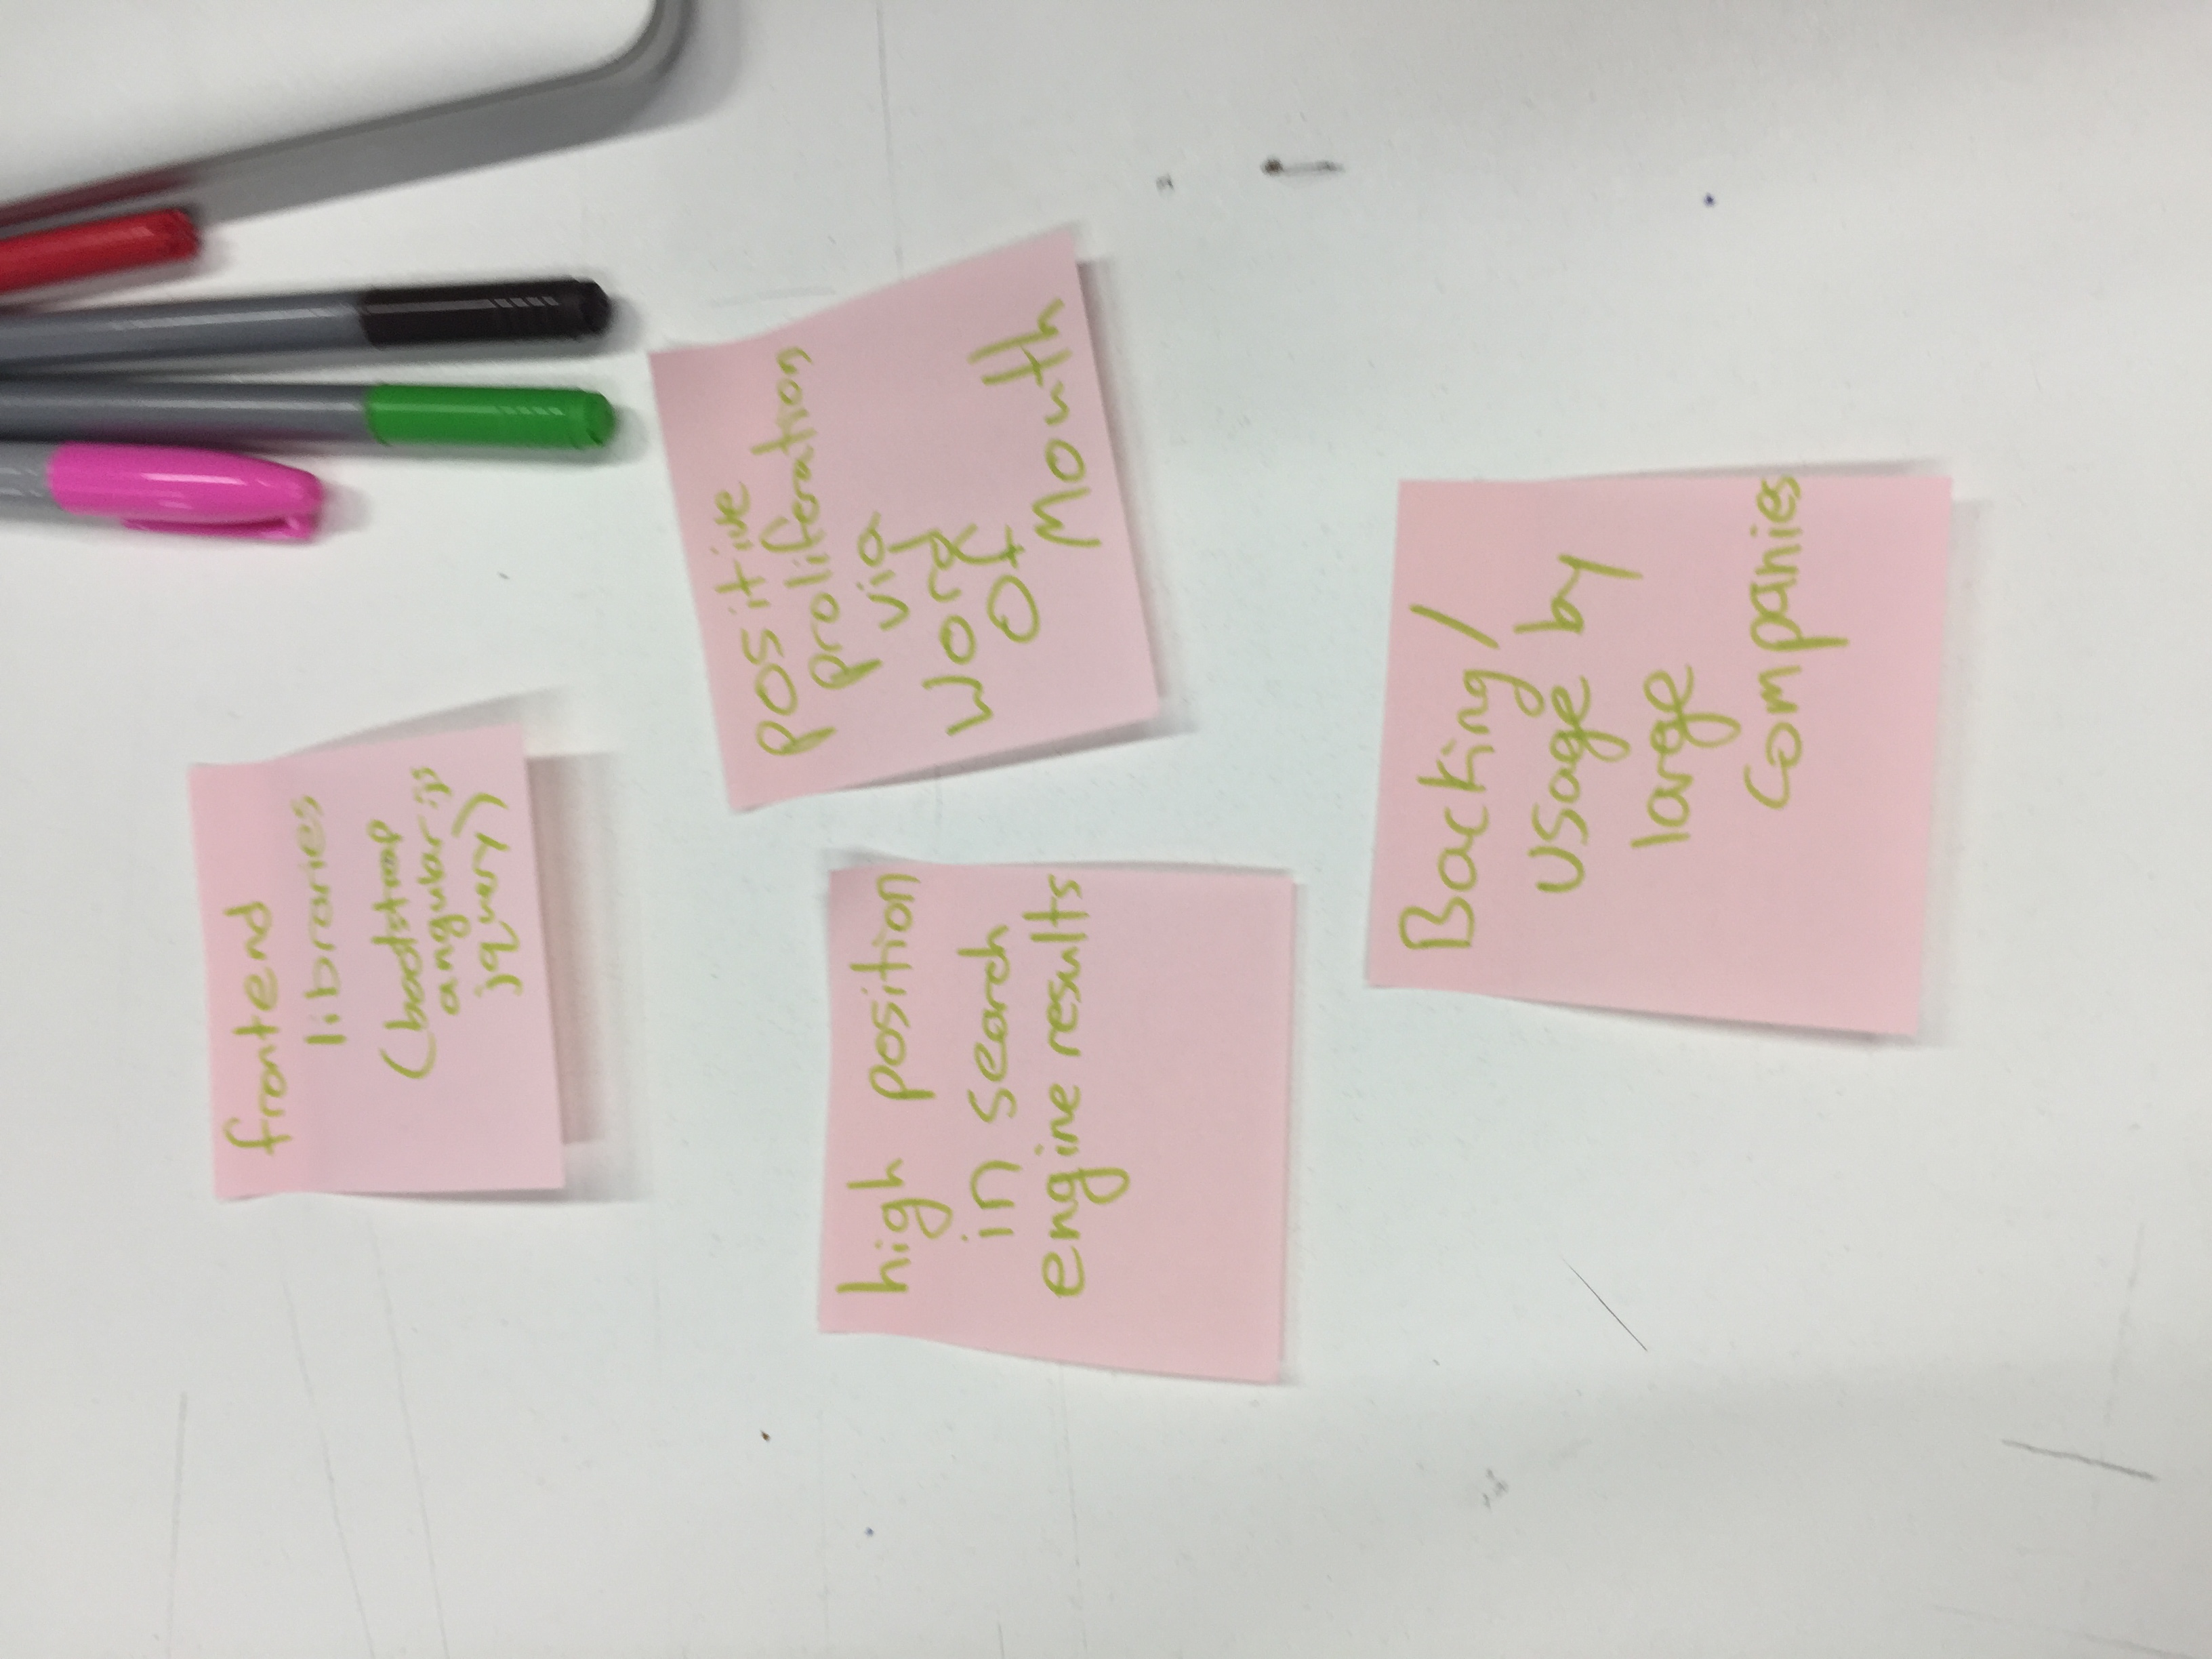 frontend
libraries
(bootstrap
angular.js
jquery)
positive
proliferation
via
Word
Of
Mouth
high position
in search
engine results
Backing/
usage by
large
companies